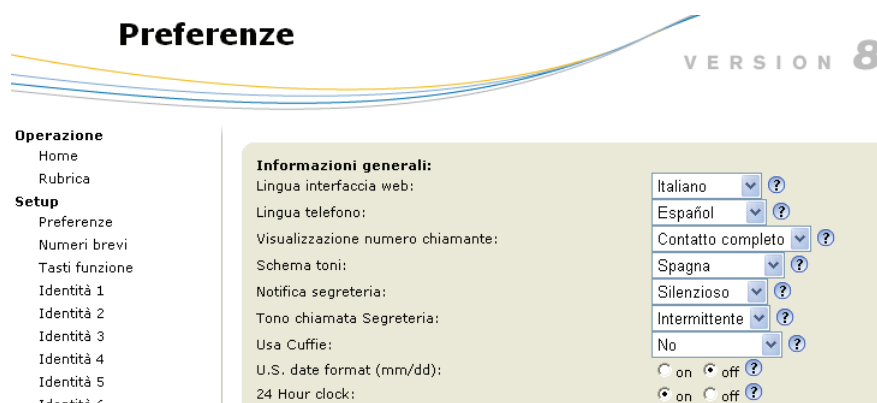 Preferenze
VERSION 8
Operazione
Home
Rubrica
Setup
Preferenze
Numeri brevi
Tasti funzione
Identità 1
Identità 2
Identità 3
Identità 4
Identità 5
Identità 6
Informazioni generali:
Lingua interfaccia web: Italiano ?
Lingua telefono: Español ?
Visualizzazione numero chiamante: Contatto completo ?
Schema toni: Spagna ?
Notifica segreteria: Silenzioso ?
Tono chiamata Segreteria: Intermittente ?
Usa Cuffie: No ?
U.S. date format (mm/dd): on off ?
24 Hour clock: on off ?